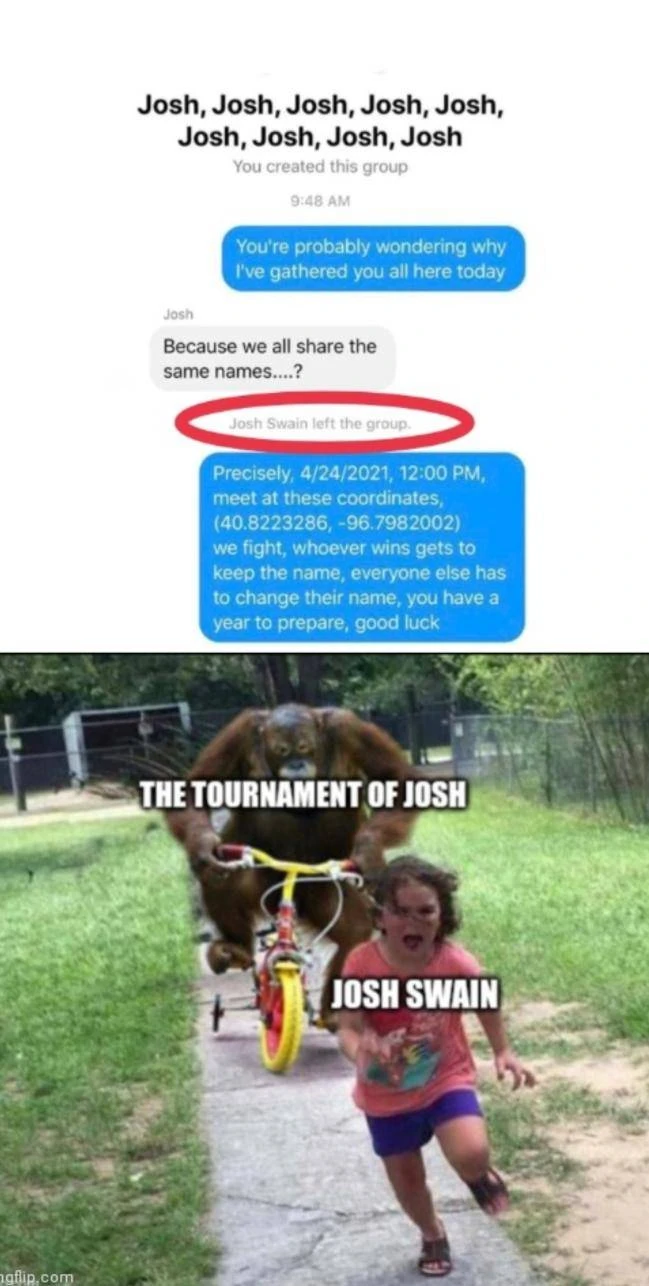 Josh, Josh, Josh, Josh, Josh,
Josh, Josh, Josh, Josh
You created this group
9:48 AM
You're probably wondering why
I've gathered you all here today
Josh
Because we all share the
same names....?
Josh Swain left the group.
Precisely, 4/24/2021, 12:00 PM,
meet at these coordinates,
(40.8223286, -96.7982002)
we fight, whoever wins gets to
keep the name, everyone else has
to change their name, you have a
year to prepare, good luck
THE TOURNAMENT OF JOSH
JOSH SWAIN
ngflip.com